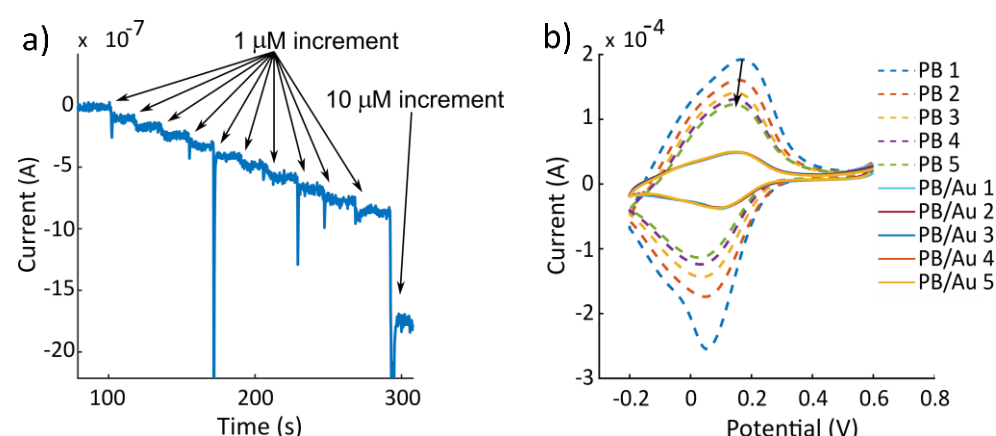 a)
x 10⁻⁷
1 μM increment
10 μM increment
0
-5
-10
-15
-20
100
200
300
Current (A)
Time (s)
b)
x 10⁻⁴
2
1
0
-1
-2
-3
-0.2
0
0.2
0.4
0.6
0.8
Current (A)
Potential (V)
PB 1
PB 2
PB 3
PB 4
PB 5
PB/Au 1
PB/Au 2
PB/Au 3
PB/Au 4
PB/Au 5